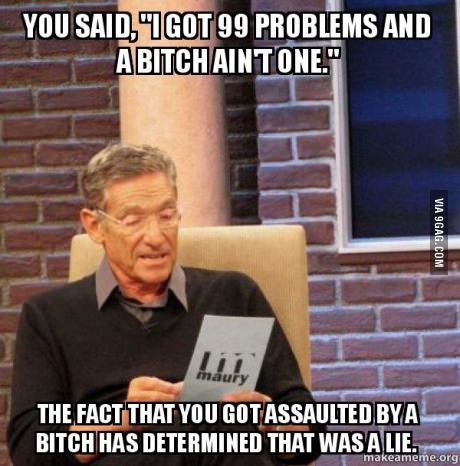 YOU SAID, "I GOT 99 PROBLEMS AND
A BITCH AIN'T ONE."
VIA 9GAG.COM
maury
THE FACT THAT YOU GOT ASSAULTED BY A
BITCH HAS DETERMINED THAT WAS A LIE.
makeameme.org